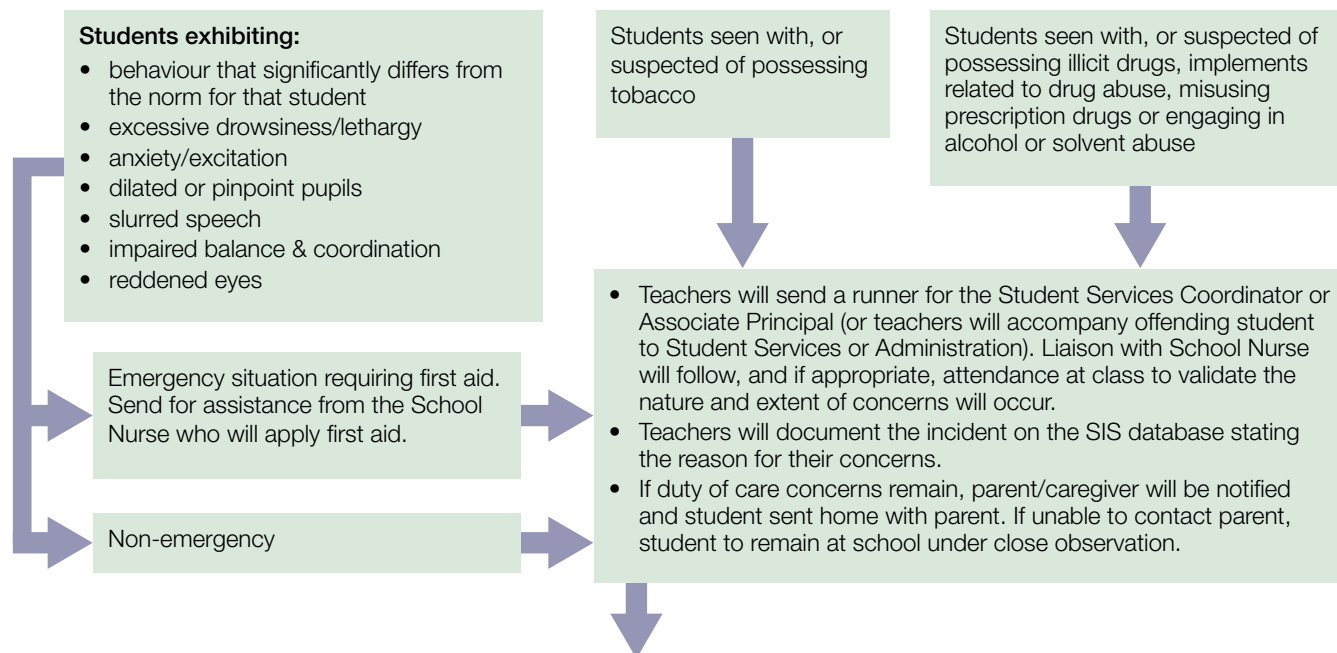 Students exhibiting:
• behaviour that significantly differs from
the norm for that student
• excessive drowsiness/lethargy
• anxiety/excitation
• dilated or pinpoint pupils
• slurred speech
• impaired balance & coordination
• reddened eyes
Students seen with, or
suspected of possessing
tobacco
Students seen with, or suspected of
possessing illicit drugs, implements
related to drug abuse, misusing
prescription drugs or engaging in
alcohol or solvent abuse
Emergency situation requiring first aid.
Send for assistance from the School
Nurse who will apply first aid.
Non-emergency
• Teachers will send a runner for the Student Services Coordinator or
Associate Principal (or teachers will accompany offending student
to Student Services or Administration). Liaison with School Nurse
will follow, and if appropriate, attendance at class to validate the
nature and extent of concerns will occur.
• Teachers will document the incident on the SIS database stating
the reason for their concerns.
• If duty of care concerns remain, parent/caregiver will be notified
and student sent home with parent. If unable to contact parent,
student to remain at school under close observation.